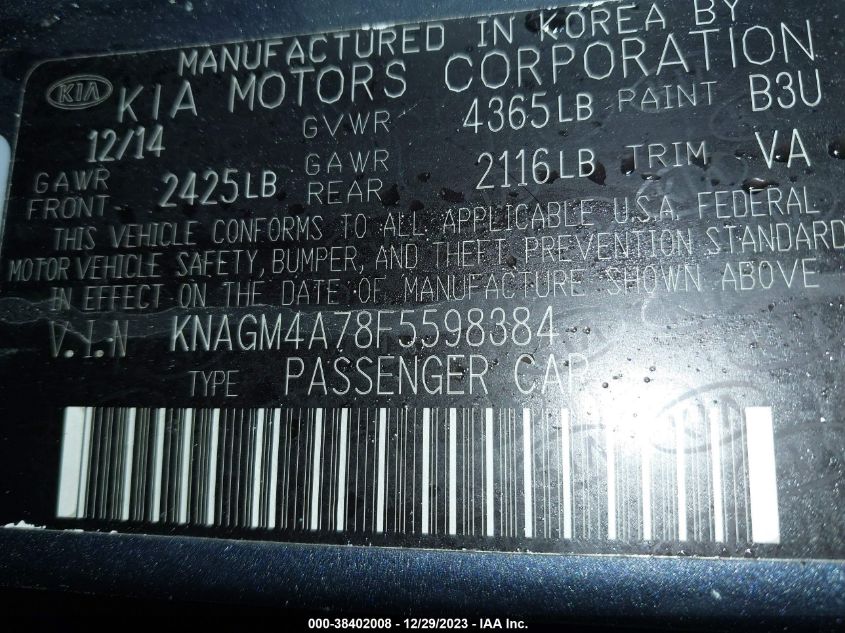 MANUFACTURED IN KOREA BY
KIA KIA MOTORS CORPORATION
12/14 GVWR 4365LB PAINT B3U
GAWR FRONT 2425LB GAWR REAR 2116LB TRIM VA
THIS VEHICLE CONFORMS TO ALL APPLICABLE U.S.A. FEDERAL
MOTOR VEHICLE SAFETY, BUMPER, AND THEFT PREVENTION STANDARD
IN EFFECT ON THE DATE OF MANUFACTURE SHOWN ABOVE
V.I.N KNAGM4A78F5598384
TYPE PASSENGER CAR
000-38402008 - 12/29/2023 - IAA Inc.